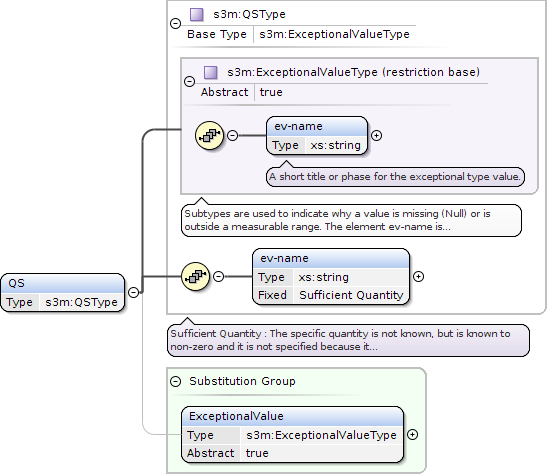 s3m:QSType
Base Type s3m:ExceptionalValueType
s3m:ExceptionalValueType (restriction base)
Abstract true
ev-name
Type xs:string
A short title or phase for the exceptional type value.
Subtypes are used to indicate why a value is missing (Null) or is
outside a measurable range. The element ev-name is...
ev-name
Type xs:string
Fixed Sufficient Quantity
QS
Type s3m:QSType
Sufficient Quantity : The specific quantity is not known, but is known to
non-zero and it is not specified because it...
Substitution Group
ExceptionalValue
Type s3m:ExceptionalValueType
Abstract true